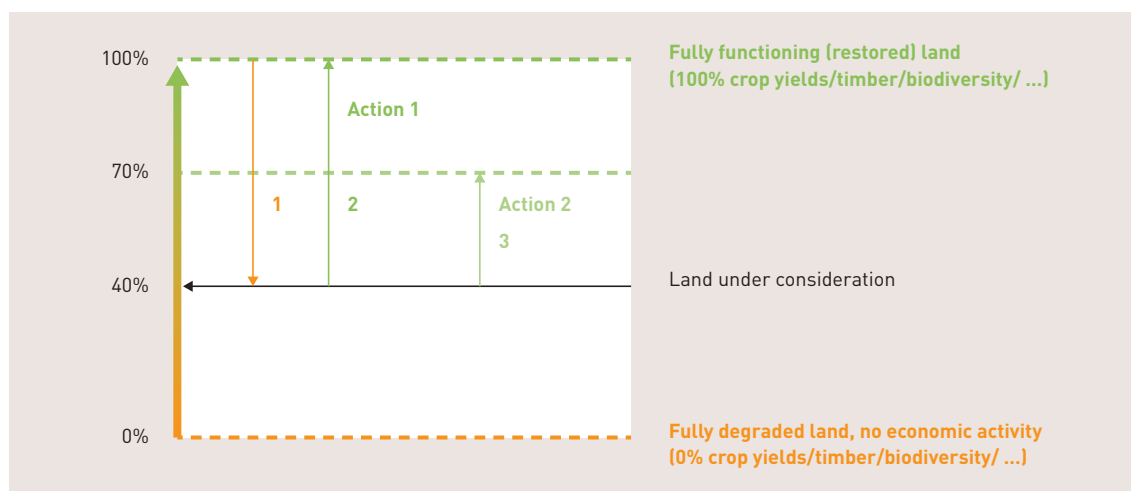 100%
Fully functioning (restored) land
(100% crop yields/timber/biodiversity/ ...)
Action 1
70%
1
2
Action 2
3
40%
Land under consideration
0%
Fully degraded land, no economic activity
(0% crop yields/timber/biodiversity/ ...)